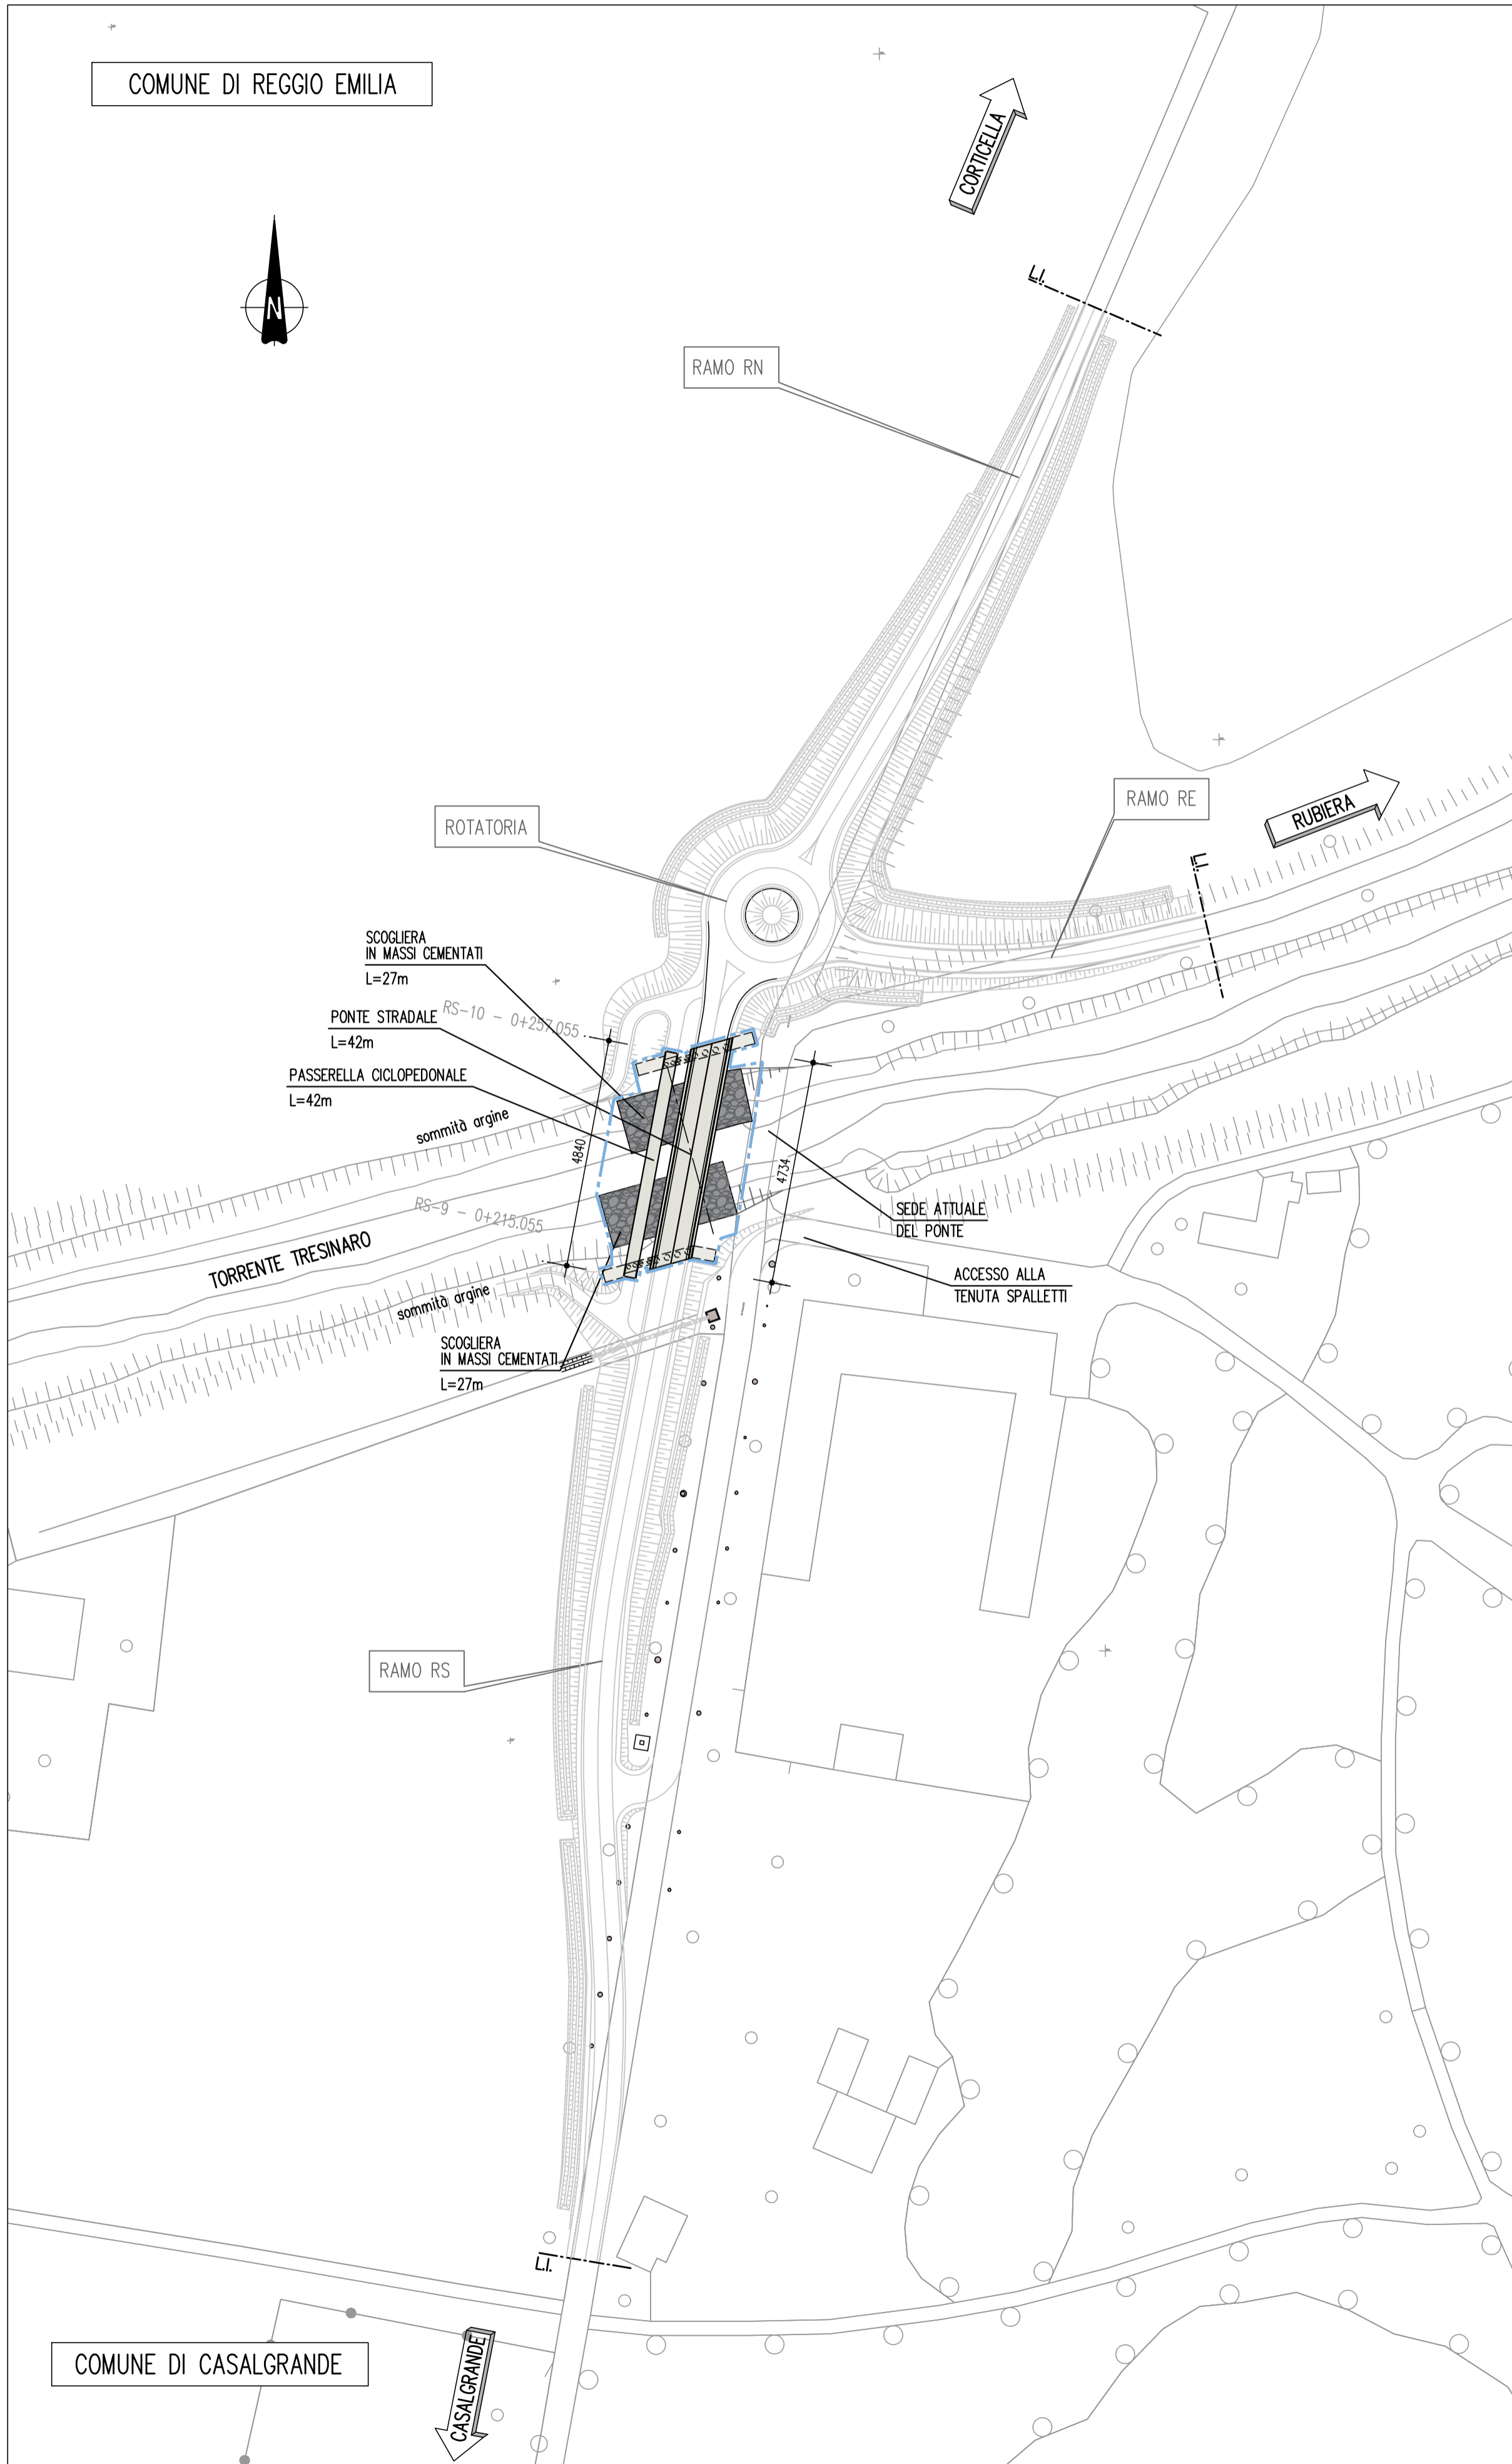 COMUNE DI REGGIO EMILIA
CORTICELLA
N
L.I.
RAMO RN
RAMO RE
RUBIERA
L.I.
ROTATORIA
SCOGLIERA
IN MASSI CEMENTATI
L=27m
RS-10 - 0+257.055
PONTE STRADALE
L=42m
PASSERELLA CICLOPEDONALE
L=42m
sommità argine
4840
4734
RS-9 - 0+215.055
SEDE ATTUALE
DEL PONTE
TORRENTE TRESINARO
ACCESSO ALLA
TENUTA SPALLETTI
sommità argine
SCOGLIERA
IN MASSI CEMENTATI
L=27m
RAMO RS
L.I.
COMUNE DI CASALGRANDE
CASALGRANDE